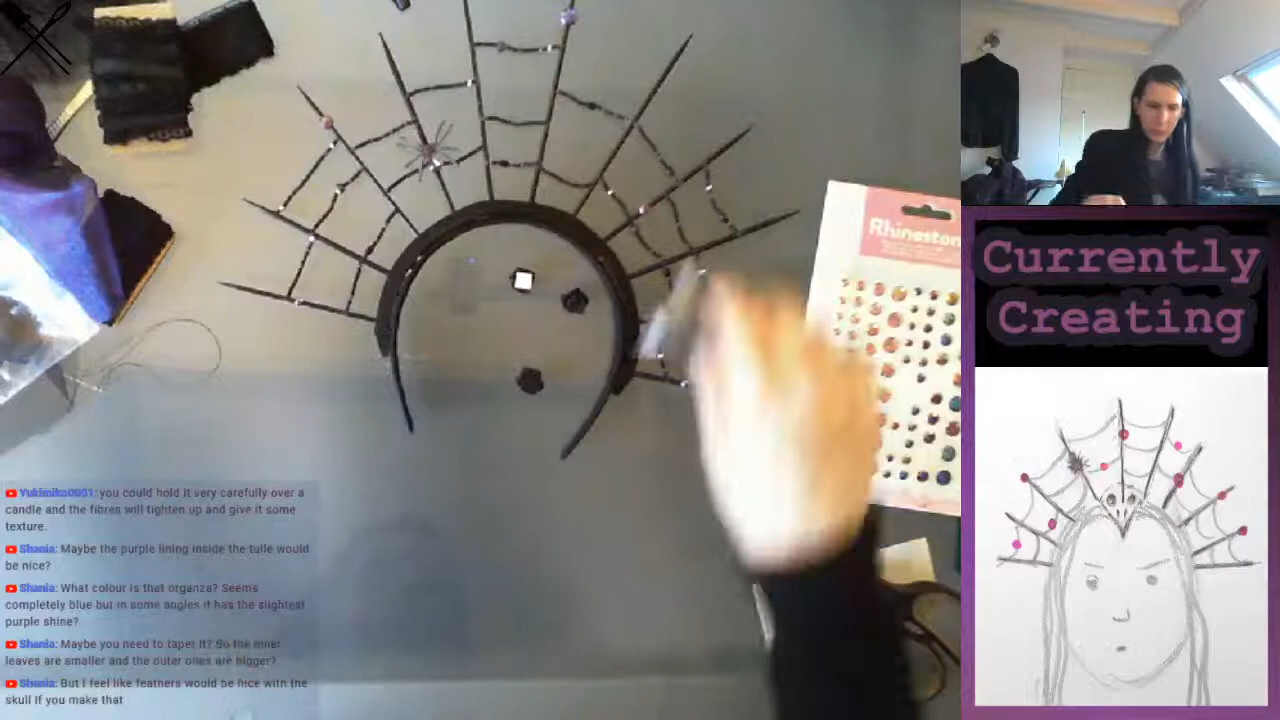 Rhineston
Currently
Creating
Yukimiko0001: you could hold it very carefully over a
candle and the fibres will tighten up and give it some
texture.
Shania: Maybe the purple lining inside the tulle would
be nice?
Shania: What colour is that organza? Seems
completely blue but in some angles it has the slightest
purple shine?
Shania: Maybe you need to taper it? So the inner
leaves are smaller and the outer ones are bigger?
Shania: But I feel like feathers would be nice with the
skull if you make that